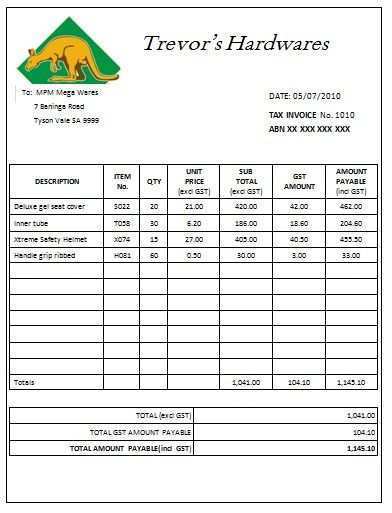 Trevor's Hardwares
To: MPM Mega Wares
7 Baninga Road
Tyson Vale SA 9999
DATE: 05/07/2010
TAX INVOICE No. 1010
ABN XX XXX XXX XXX
DESCRIPTION ITEM No. QTY UNIT PRICE (excl GST) SUB TOTAL (excl GST) GST AMOUNT AMOUNT PAYABLE (incl GST)
Deluxe gel seat cover S022 20 21.00 420.00 42.00 462.00
Inner tube T058 30 6.20 186.00 18.60 204.60
Xtreme Safety Helmet X074 15 27.00 405.00 40.50 455.50
Handle grip ribbed H081 60 0.50 30.00 3.00 33.00
Totals 1,041.00 104.10 1,145.10
TOTAL (excl GST) 1,041.00
TOTAL GST AMOUNT PAYABLE 104.10
TOTAL AMOUNT PAYABLE(incl GST) 1,145.10